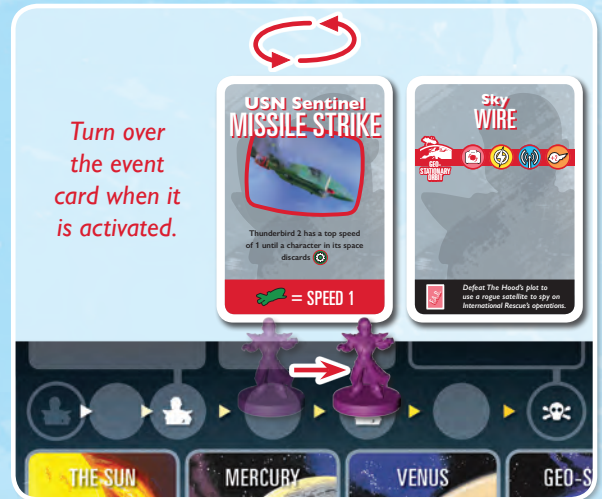 Turn over
the event
card when it
is activated.
USN Sentinel
MISSILE STRIKE
Thunderbird 2 has a top speed
of 1 until a character in its space
discards
= SPEED 1
Sky
WIRE
GEO-
STATIONARY
ORBIT
Defeat The Hood's plot to
use a rogue satellite to spy on
International Rescue's operations.
THE SUN
MERCURY
VENUS
GEO-S